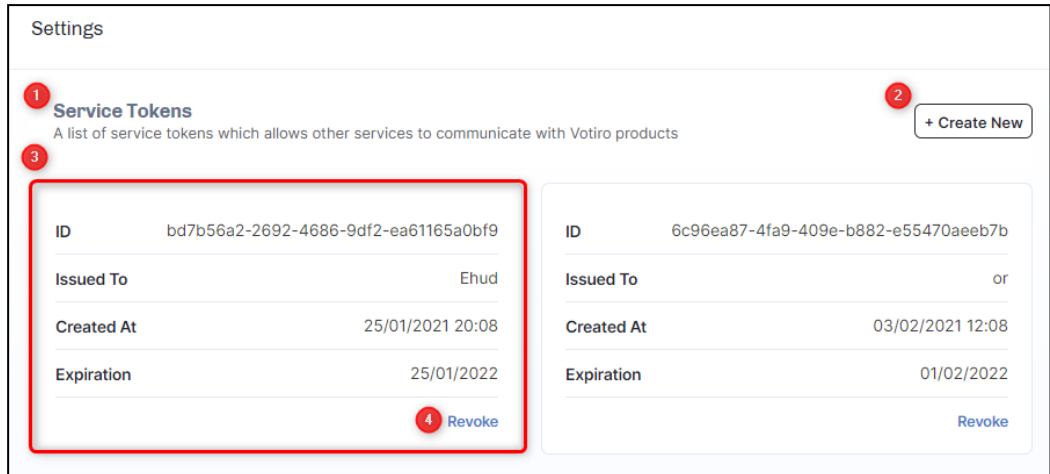 Settings
1
Service Tokens
2
+ Create New
A list of service tokens which allows other services to communicate with Votiro products
3
ID bd7b56a2-2692-4686-9df2-ea61165a0bf9
Issued To Ehud
Created At 25/01/2021 20:08
Expiration 25/01/2022
4 Revoke
ID 6c96ea87-4fa9-409e-b882-e55470aeeb7b
Issued To or
Created At 03/02/2021 12:08
Expiration 01/02/2022
Revoke